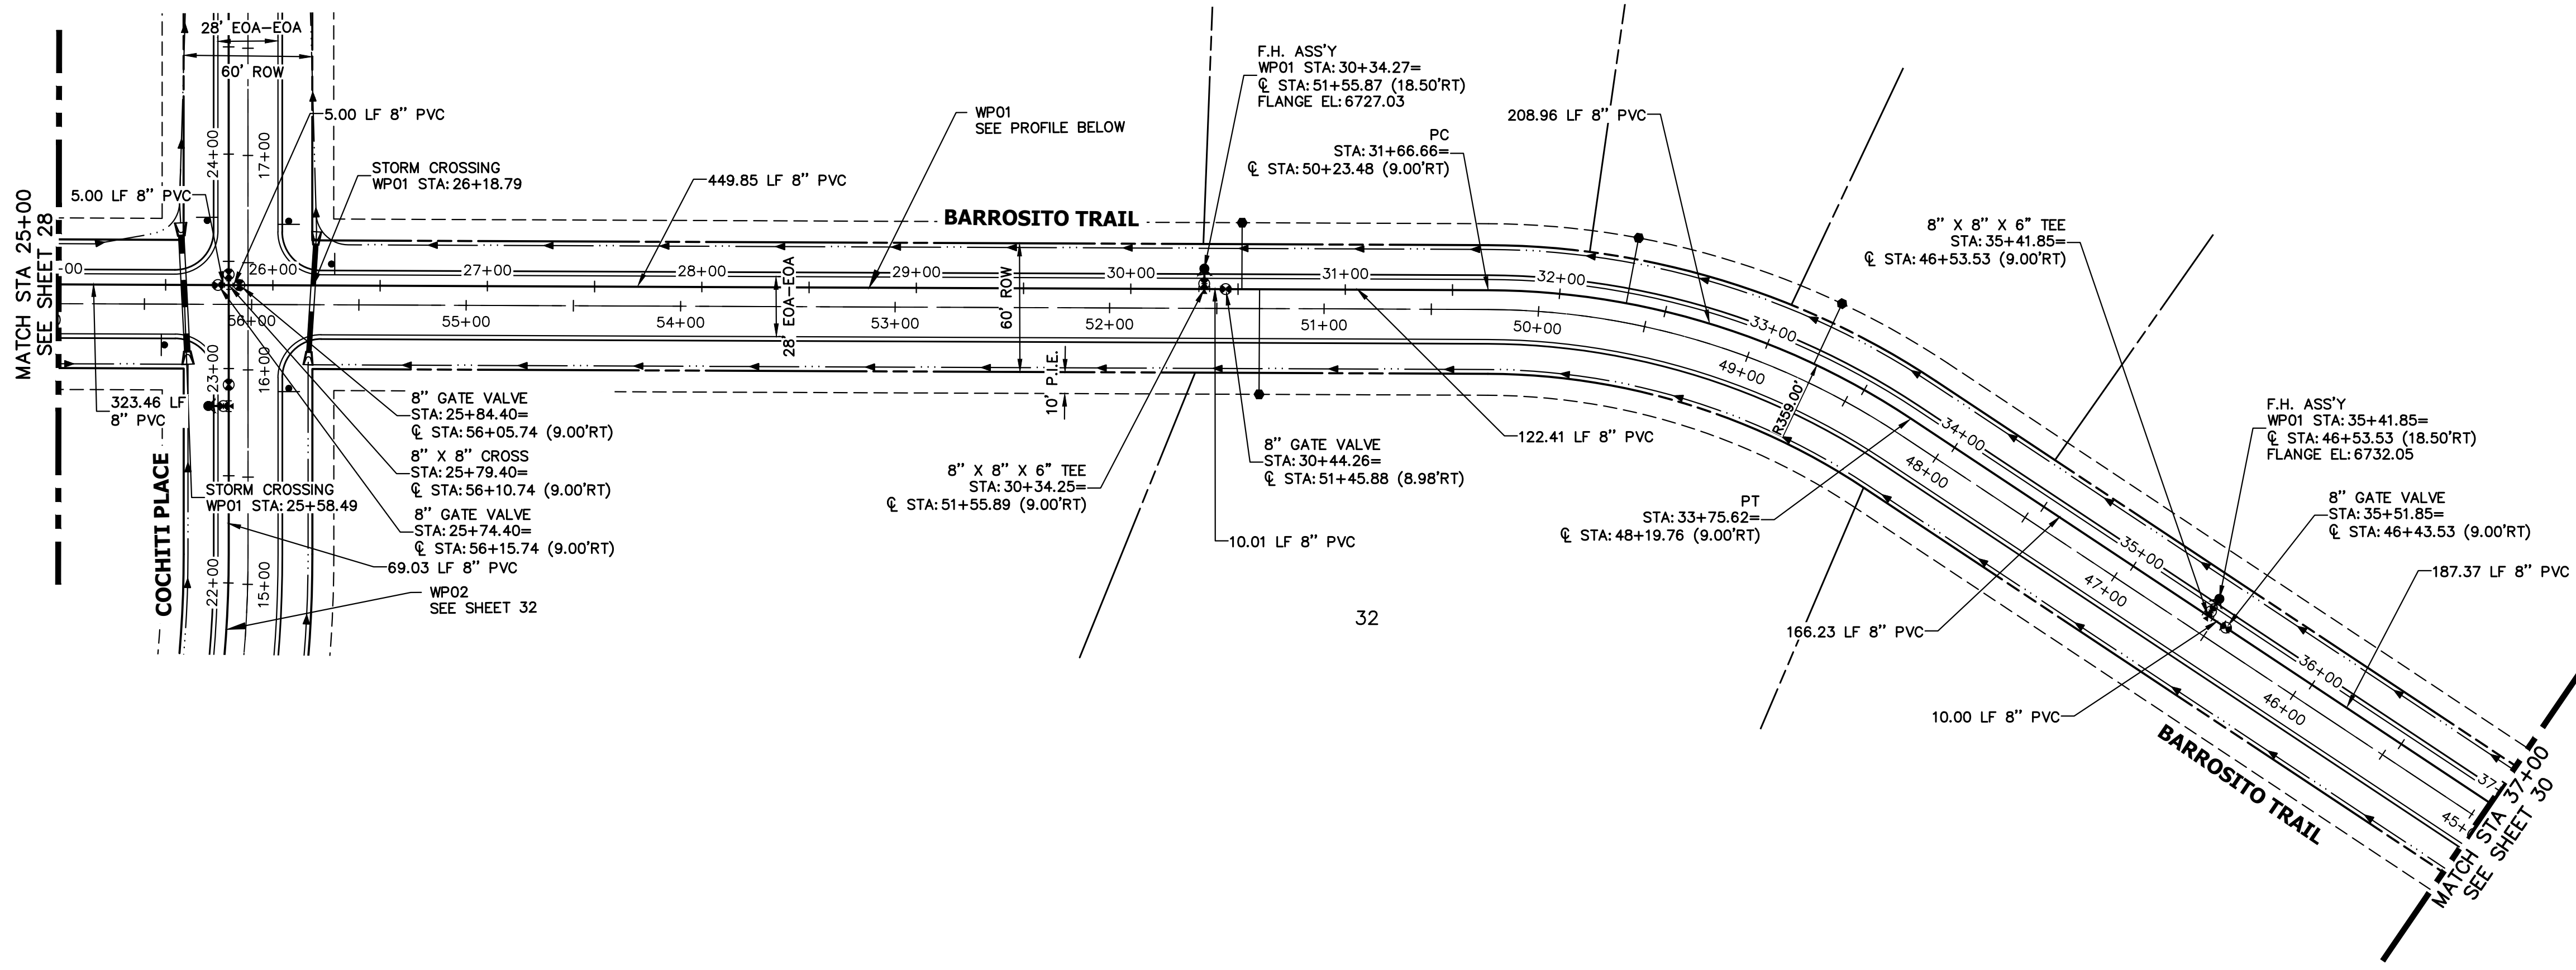 28' EOA-EOA
60' ROW
5.00 LF 8" PVC
24+00
17+00
STORM CROSSING
WP01 STA:26+18.79
5.00 LF 8" PVC
MATCH STA 25+00
SEE SHEET 28
449.85 LF 8" PVC
WP01
SEE PROFILE BELOW
BARROSITO TRAIL
F.H. ASS'Y
WP01 STA:30+34.27=
℄ STA:51+55.87 (18.50'RT)
FLANGE EL:6727.03
PC
STA:31+66.66=
℄ STA:50+23.48 (9.00'RT)
208.96 LF 8" PVC
8" X 8" X 6" TEE
STA:35+41.85=
℄ STA:46+53.53 (9.00'RT)
-00
26+00
27+00
28+00
29+00
30+00
31+00
32+00
33+00
34+00
35+00
36+00
37+
56+00
55+00
54+00
53+00
52+00
51+00
50+00
49+00
48+00
47+00
46+00
45+
28' EOA-EOA
60' ROW
10' P.I.E.
R359.00'
23+00
16+00
323.46 LF
8" PVC
8" GATE VALVE
STA:25+84.40=
℄ STA:56+05.74 (9.00'RT)
8" X 8" CROSS
STA:25+79.40=
℄ STA:56+10.74 (9.00'RT)
8" GATE VALVE
STA:25+74.40=
℄ STA:56+15.74 (9.00'RT)
COCHITI PLACE
STORM CROSSING
WP01 STA:25+58.49
69.03 LF 8" PVC
22+00
15+00
WP02
SEE SHEET 32
8" X 8" X 6" TEE
STA:30+34.25=
℄ STA:51+55.89 (9.00'RT)
8" GATE VALVE
STA:30+44.26=
℄ STA:51+45.88 (8.98'RT)
122.41 LF 8" PVC
10.01 LF 8" PVC
32
PT
STA:33+75.62=
℄ STA:48+19.76 (9.00'RT)
F.H. ASS'Y
WP01 STA:35+41.85=
℄ STA:46+53.53 (18.50'RT)
FLANGE EL:6732.05
8" GATE VALVE
STA:35+51.85=
℄ STA:46+43.53 (9.00'RT)
187.37 LF 8" PVC
166.23 LF 8" PVC
10.00 LF 8" PVC
BARROSITO TRAIL
MATCH STA 37+00
SEE SHEET 30